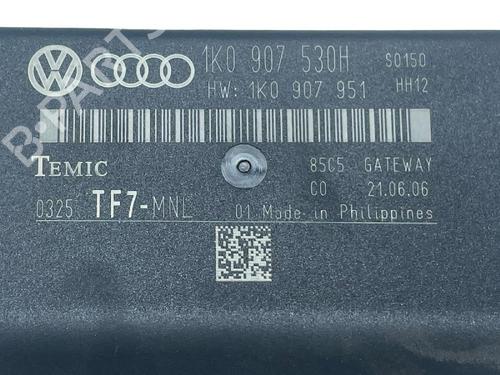 1K0 907 530H S0150
HW: 1K0 907 951 HH12
TEMIC 85C5 GATEWAY
C0 21.06.06
0325 TF7-MNL 01 Made in Philippines
B-PARTS